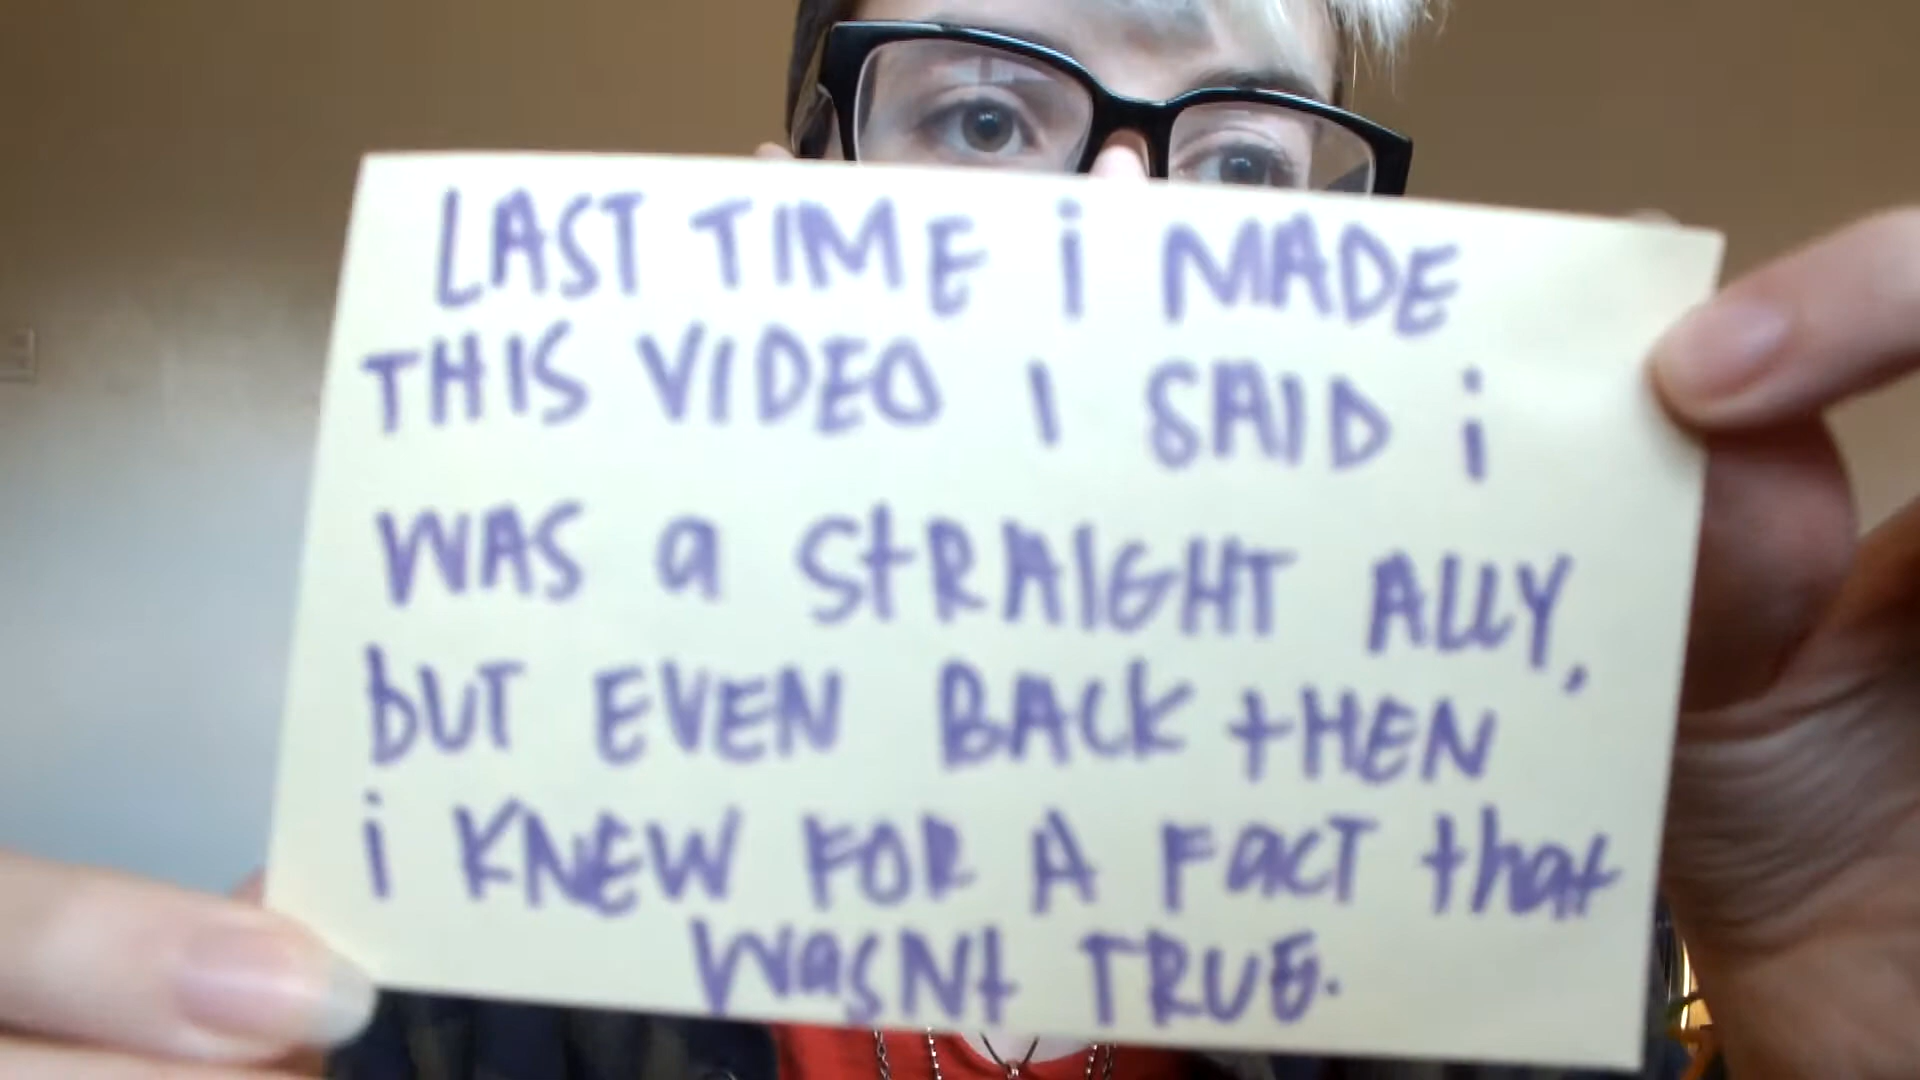 LAST TIME i MADE
THIS VIDEO I SAID i
WAS a StRAIGHT ALLY,
bUT EVEN BACK tHEN
i KNEW FOR A FacT that
WasNt TRUE.